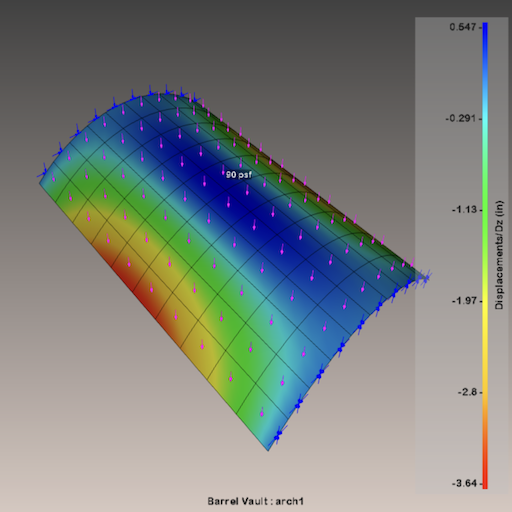 0.547
-0.291
90 psf
-1.13
Displacements/Dz (in)
-1.97
-2.8
-3.64
Barrel Vault : arch1